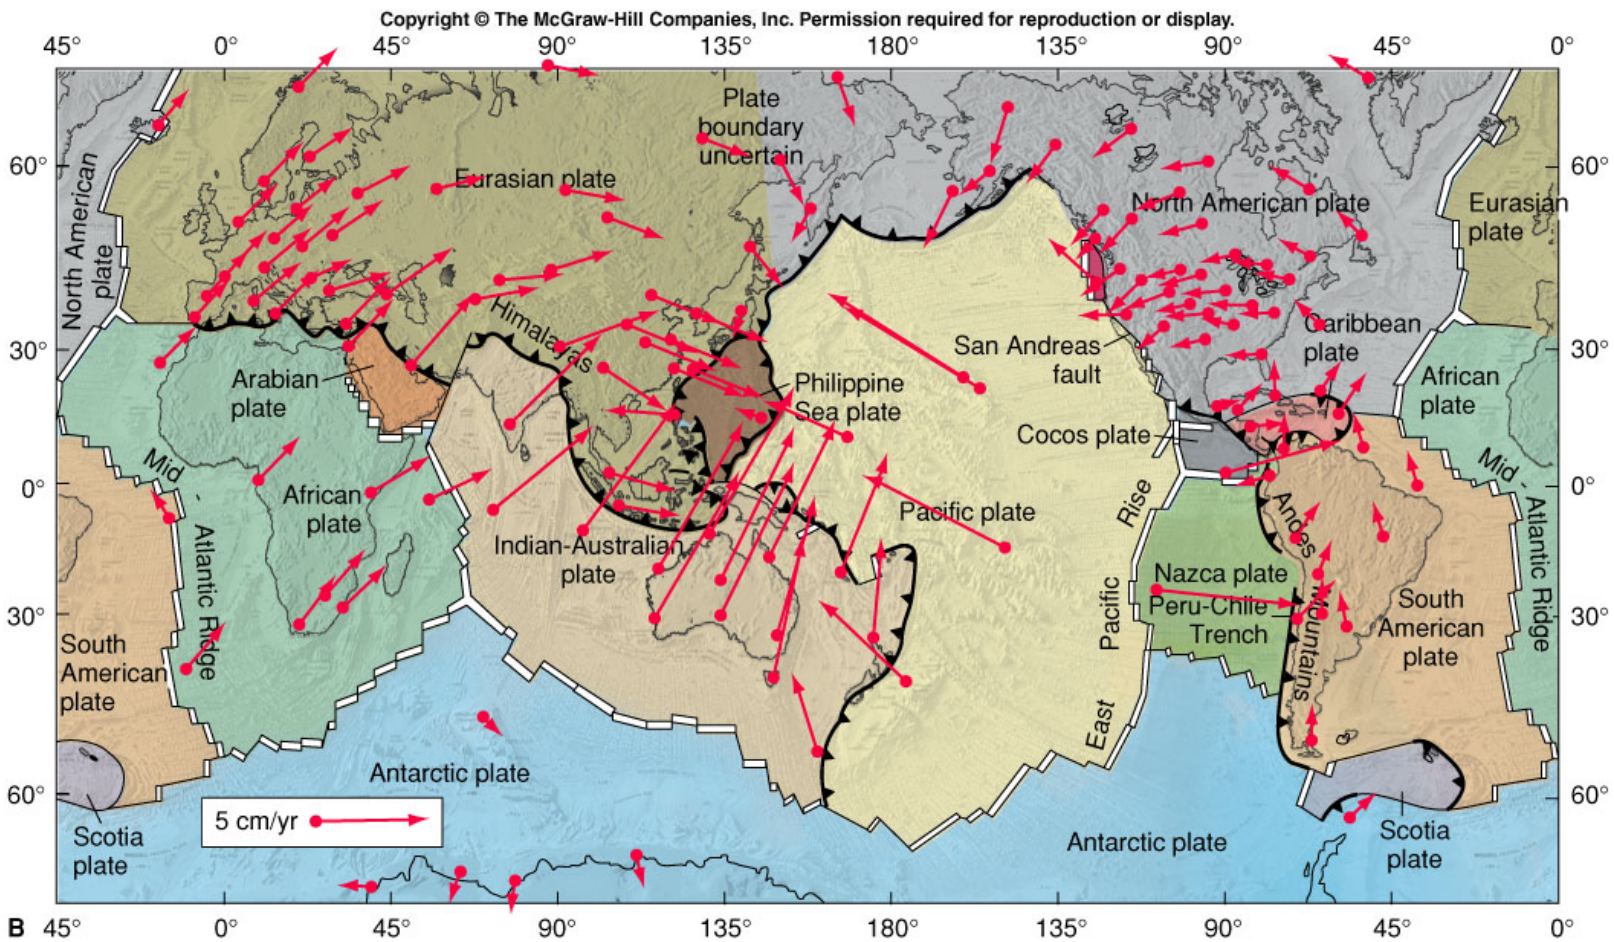 Copyright © The McGraw-Hill Companies, Inc. Permission required for reproduction or display.
45° 0° 45° 90° 135° 180° 135° 90° 45° 0°
60°
30°
0°
30°
60°
60°
30°
0°
30°
60°
North American
plate
Eurasian plate
Plate
boundary
uncertain
North American plate
Eurasian
plate
Himalayas
Arabian
plate
Philippine
Sea plate
San Andreas
fault
Caribbean
plate
African
plate
Cocos plate
Mid -
Atlantic Ridge
African
plate
Indian-Australian
plate
Pacific plate
East
Pacific
Rise
Nazca plate
Peru-Chile
Trench
Andes
Mountains
South
American
plate
Mid -
Atlantic Ridge
South
American
plate
Antarctic plate
5 cm/yr
Scotia
plate
Antarctic plate
Scotia
plate
B 45° 0° 45° 90° 135° 180° 135° 90° 45° 0°